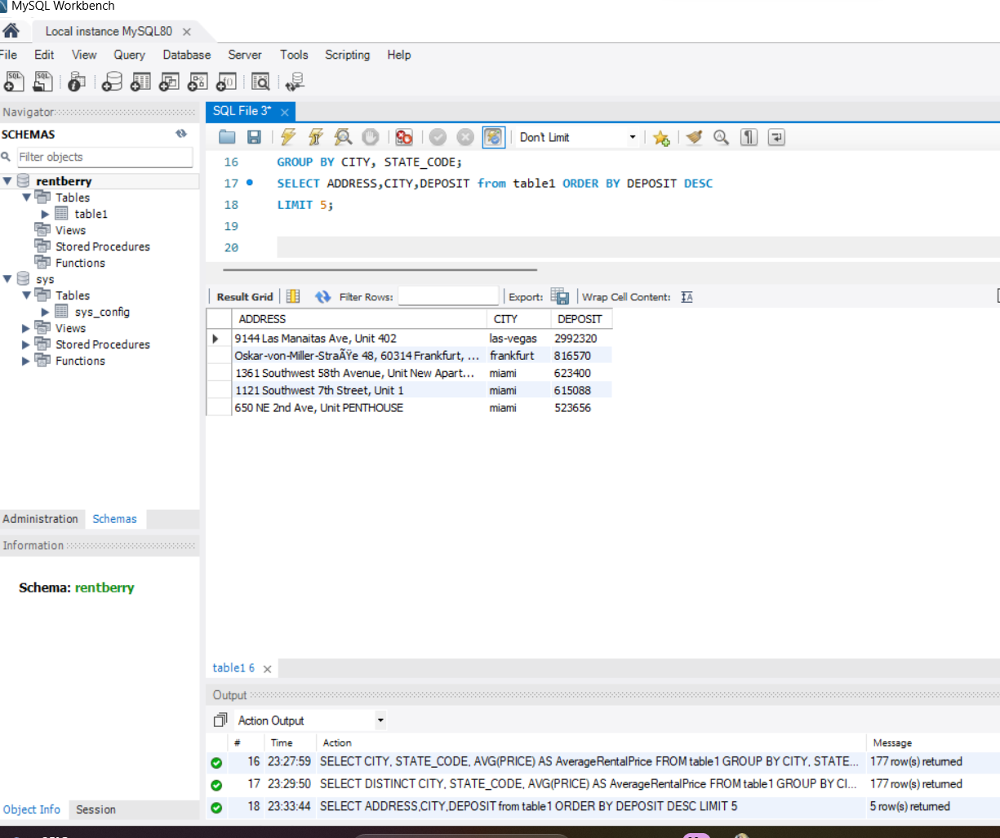 MySQL Workbench
Local instance MySQL80
File Edit View Query Database Server Tools Scripting Help
Navigator
SQL File 3*
SCHEMAS
Filter objects
Don't Limit
rentberry
Tables
table1
Views
Stored Procedures
Functions
sys
Tables
sys_config
Views
Stored Procedures
Functions
16 GROUP BY CITY, STATE_CODE;
17 SELECT ADDRESS,CITY,DEPOSIT from table1 ORDER BY DEPOSIT DESC
18 LIMIT 5;
19
20
Result Grid Filter Rows: Export: Wrap Cell Content:
ADDRESS CITY DEPOSIT
9144 Las Manaitas Ave, Unit 402 las-vegas 2992320
Oskar-von-Miller-StraÃŸe 48, 60314 Frankfurt, ... frankfurt 816570
1361 Southwest 58th Avenue, Unit New Apart... miami 623400
1121 Southwest 7th Street, Unit 1 miami 615088
650 NE 2nd Ave, Unit PENTHOUSE miami 523656
Administration Schemas
Information
Schema: rentberry
Object Info Session
table1 6
Output
Action Output
# Time Action Message
16 23:27:59 SELECT CITY, STATE_CODE, AVG(PRICE) AS AverageRentalPrice FROM table1 GROUP BY CITY, STATE... 177 row(s) returned
17 23:29:50 SELECT DISTINCT CITY, STATE_CODE, AVG(PRICE) AS AverageRentalPrice FROM table1 GROUP BY CI... 177 row(s) returned
18 23:33:44 SELECT ADDRESS,CITY,DEPOSIT from table1 ORDER BY DEPOSIT DESC LIMIT 5 5 row(s) returned